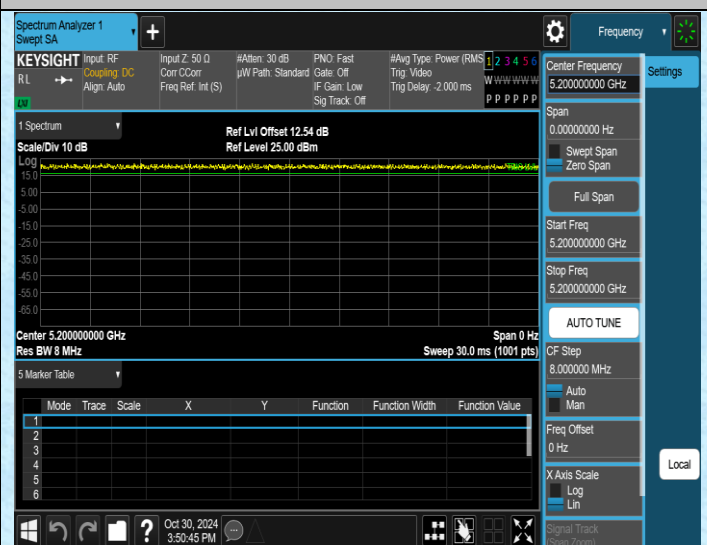 Spectrum Analyzer 1
Swept SA
+
Frequency
KEYSIGHT
RL
LXI
Input: RF
Coupling: DC
Align: Auto
Input Z: 50 Ω
Corr CCorr
Freq Ref: Int (S)
#Atten: 30 dB
µW Path: Standard
PNO: Fast
Gate: Off
IF Gain: Low
Sig Track: Off
#Avg Type: Power (RMS
Trig: Video
Trig Delay: -2.000 ms
1 2 3 4 5 6
W W W W W W
P P P P P P
Center Frequency
5.200000000 GHz
Settings
Span
0.00000000 Hz
Swept Span
Zero Span
Full Span
Start Freq
5.200000000 GHz
Stop Freq
5.200000000 GHz
AUTO TUNE
CF Step
8.000000 MHz
Auto
Man
Freq Offset
0 Hz
X Axis Scale
Log
Lin
Signal Track
(Span Zoom)
Local
1 Spectrum
Scale/Div 10 dB
Ref Lvl Offset 12.54 dB
Ref Level 25.00 dBm
Log
15.0
5.00
-5.00
-15.0
-25.0
-35.0
-45.0
-55.0
-65.0
Center 5.200000000 GHz
Res BW 8 MHz
Span 0 Hz
Sweep 30.0 ms (1001 pts)
5 Marker Table
Mode Trace Scale X Y Function Function Width Function Value
1
2
3
4
5
6
?
Oct 30, 2024
3:50:45 PM